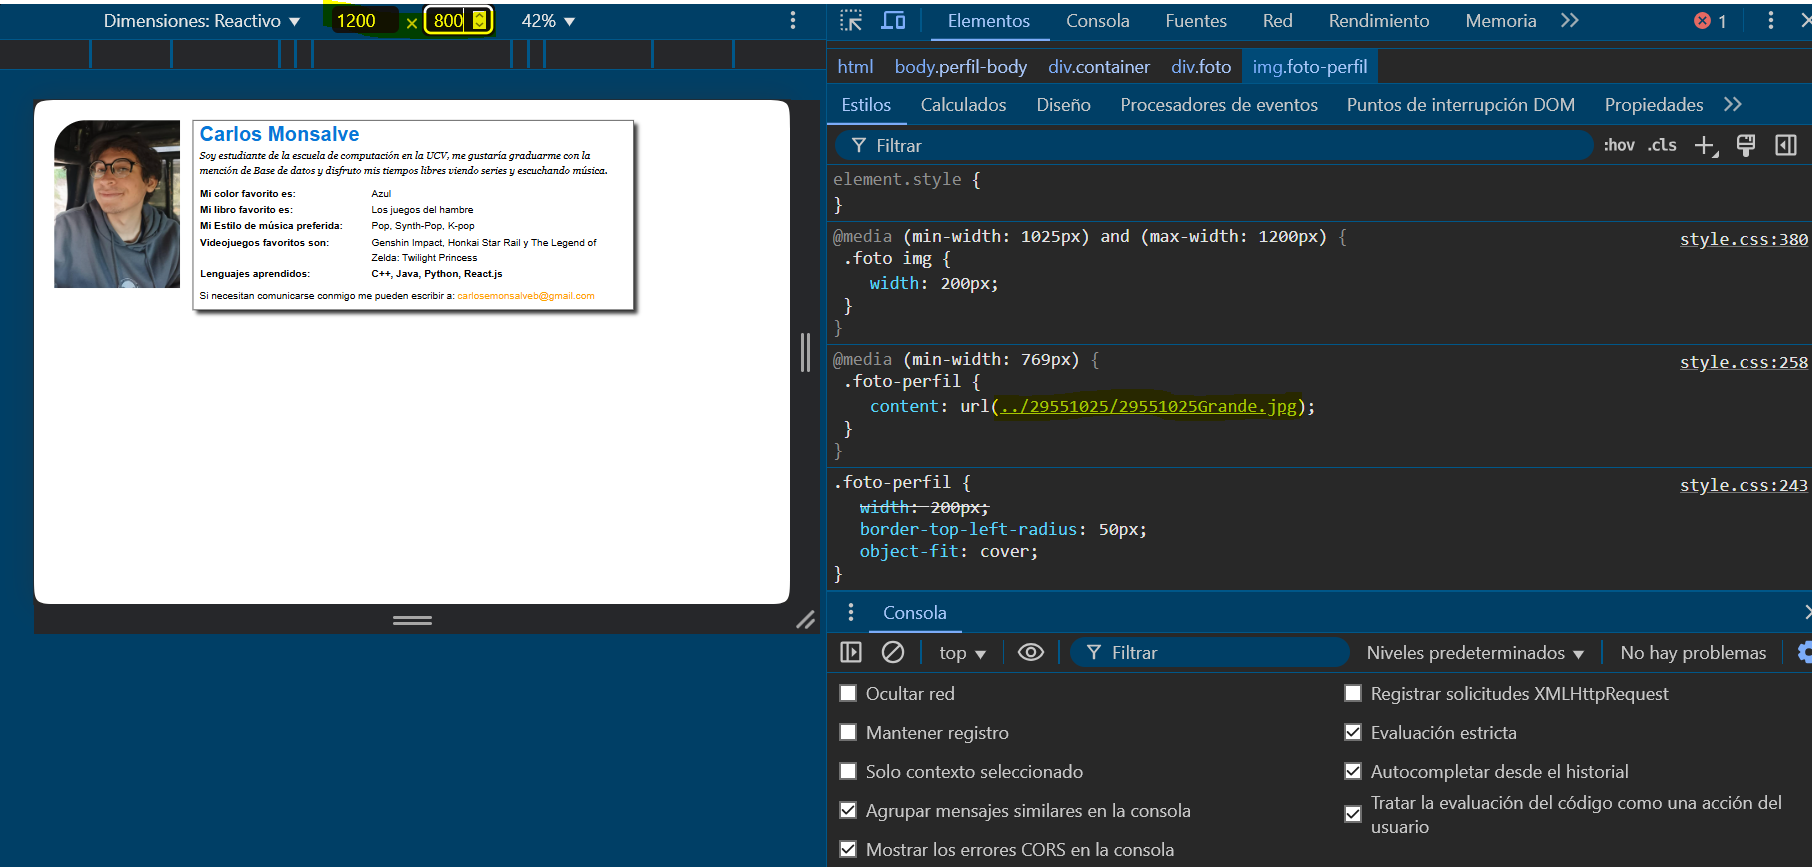 Dimensiones: Reactivo ▼ 1200 × 800 42% ▼
Carlos Monsalve
Soy estudiante de la escuela de computación en la UCV, me gustaría graduarme con la
mención de Base de datos y disfruto mis tiempos libres viendo series y escuchando música.
Mi color favorito es: Azul
Mi libro favorito es: Los juegos del hambre
Mi Estilo de música preferida: Pop, Synth-Pop, K-pop
Videojuegos favoritos son: Genshin Impact, Honkai Star Rail y The Legend of
Zelda: Twilight Princess
Lenguajes aprendidos: C++, Java, Python, React.js
Si necesitan comunicarse conmigo me pueden escribir a: carlosemonsalveb@gmail.com
Elementos Consola Fuentes Red Rendimiento Memoria 1
html body.perfil-body div.container div.foto img.foto-perfil
Estilos Calculados Diseño Procesadores de eventos Puntos de interrupción DOM Propiedades
Filtrar :hov .cls
element.style {
}
@media (min-width: 1025px) and (max-width: 1200px) { style.css:380
.foto img {
width: 200px;
}
}
@media (min-width: 769px) { style.css:258
.foto-perfil {
content: url(../29551025/29551025Grande.jpg);
}
}
.foto-perfil { style.css:243
width: 200px;
border-top-left-radius: 50px;
object-fit: cover;
}
Consola
top ▼ Filtrar Niveles predeterminados ▼ No hay problemas
Ocultar red
Mantener registro
Solo contexto seleccionado
Agrupar mensajes similares en la consola
Mostrar los errores CORS en la consola
Registrar solicitudes XMLHttpRequest
Evaluación estricta
Autocompletar desde el historial
Tratar la evaluación del código como una acción del
usuario